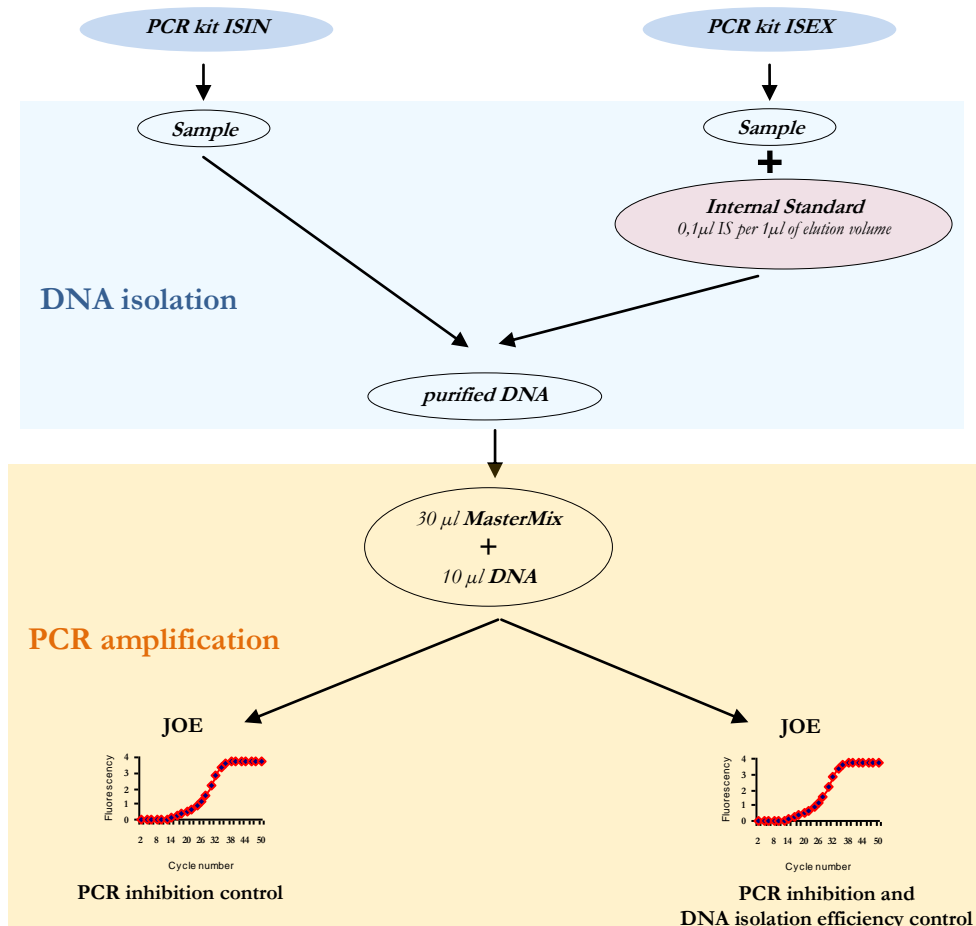 PCR kit ISIN
PCR kit ISEX
Sample
Sample
+
Internal Standard
0,1µl IS per 1µl of elution volume
DNA isolation
purified DNA
30 µl MasterMix
+
10 µl DNA
PCR amplification
JOE
Fluorescency
4
3
2
1
0
2 8 14 20 26 32 38 44 50
Cycle number
PCR inhibition control
JOE
Fluorescency
4
3
2
1
0
2 8 14 20 26 32 38 44 50
Cycle number
PCR inhibition and
DNA isolation efficiency control